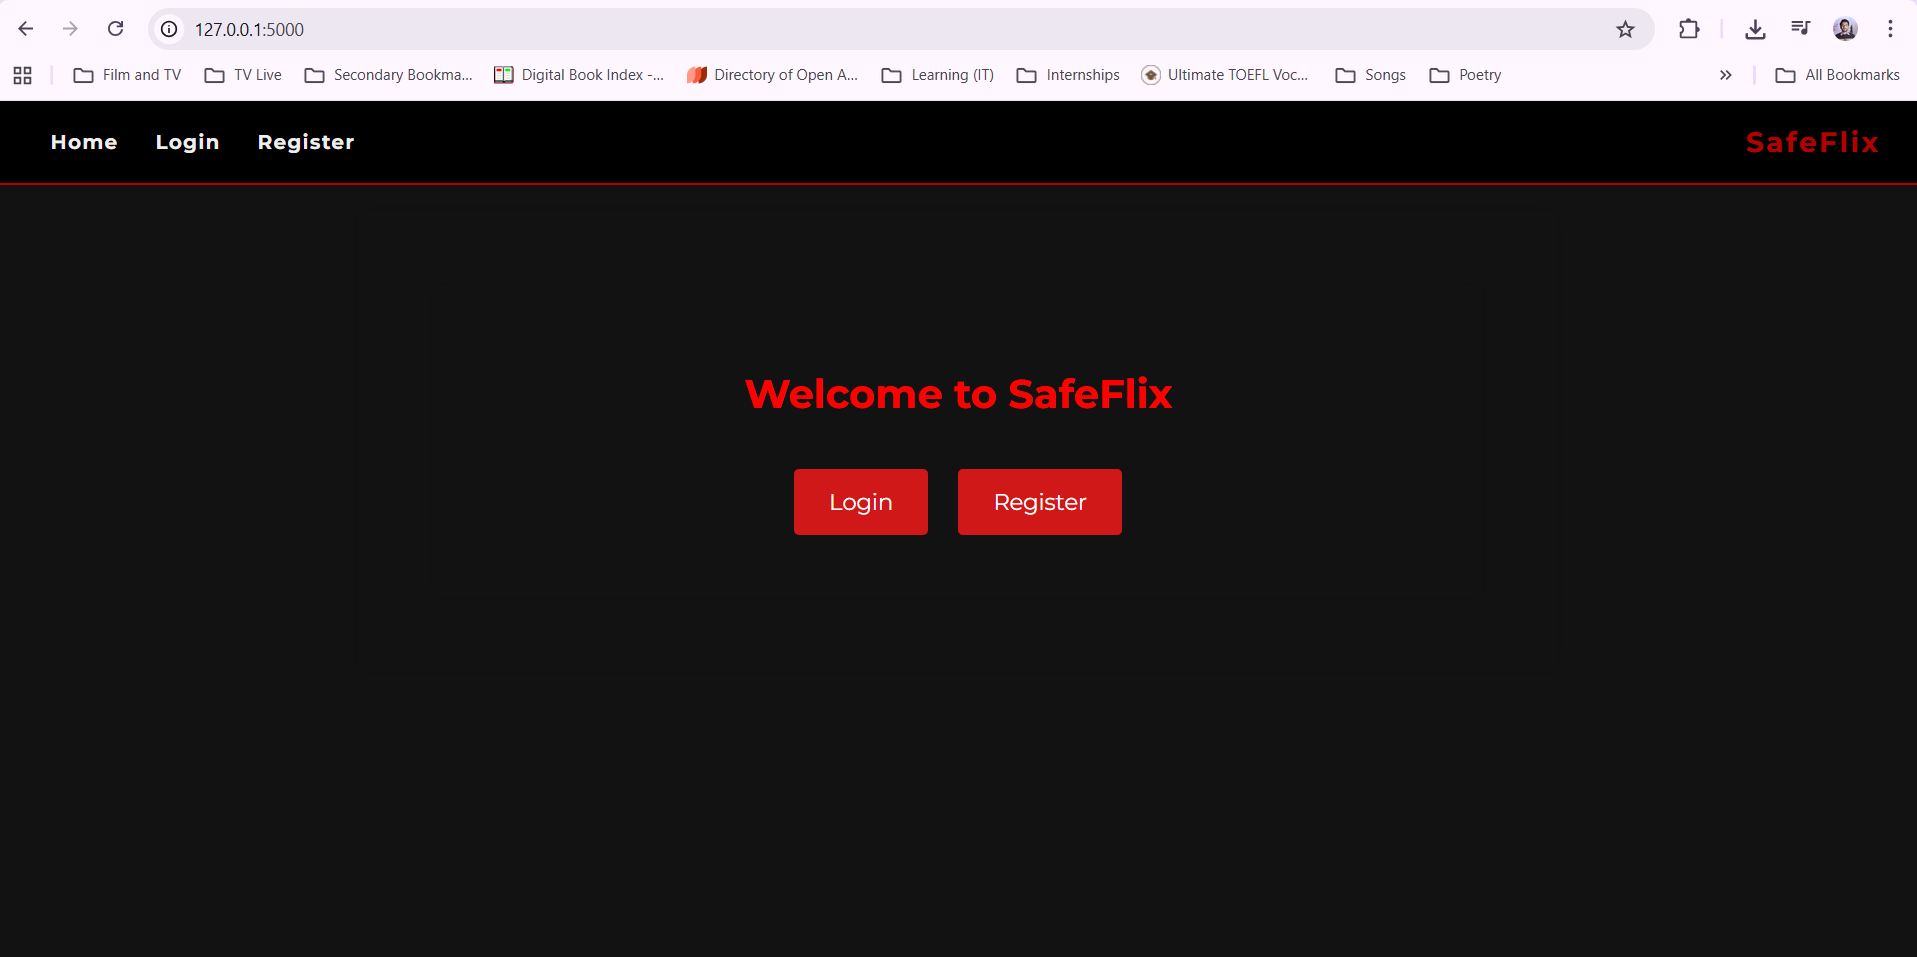 127.0.0.1:5000
Film and TV TV Live Secondary Bookma... Digital Book Index -... Directory of Open A... Learning (IT) Internships Ultimate TOEFL Voc... Songs Poetry » All Bookmarks
Home Login Register SafeFlix
Welcome to SafeFlix
Login Register